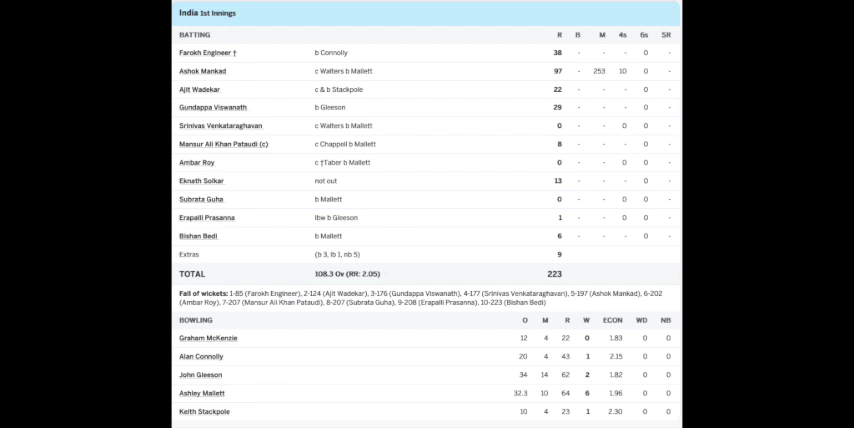 India 1st Innings
BATTING R B M 4s 6s SR
Farokh Engineer † b Connolly 38 - - - 0 -
Ashok Mankad c Walters b Mallett 97 - 253 10 0 -
Ajit Wadekar c & b Stackpole 22 - - - 0 -
Gundappa Viswanath b Gleeson 29 - - - 0 -
Srinivas Venkataraghavan c Walters b Mallett 0 - - 0 0 -
Mansur Ali Khan Pataudi (c) c Chappell b Mallett 8 - - - 0 -
Ambar Roy c †Taber b Mallett 0 - - 0 0 -
Eknath Solkar not out 13 - - - 0 -
Subrata Guha b Mallett 0 - - 0 0 -
Erapalli Prasanna lbw b Gleeson 1 - - 0 0 -
Bishan Bedi b Mallett 6 - - - 0 -
Extras (b 3, lb 1, nb 5) 9
TOTAL 108.3 Ov (RR: 2.05) 223
Fall of wickets: 1-85 (Farokh Engineer), 2-124 (Ajit Wadekar), 3-176 (Gundappa Viswanath), 4-177 (Srinivas Venkataraghavan), 5-197 (Ashok Mankad), 6-202
(Ambar Roy), 7-207 (Mansur Ali Khan Pataudi), 8-207 (Subrata Guha), 9-208 (Erapalli Prasanna), 10-223 (Bishan Bedi)
BOWLING O M R W ECON WD NB
Graham McKenzie 12 4 22 0 1.83 0 0
Alan Connolly 20 4 43 1 2.15 0 0
John Gleeson 34 14 62 2 1.82 0 0
Ashley Mallett 32.3 10 64 6 1.96 0 0
Keith Stackpole 10 4 23 1 2.30 0 0